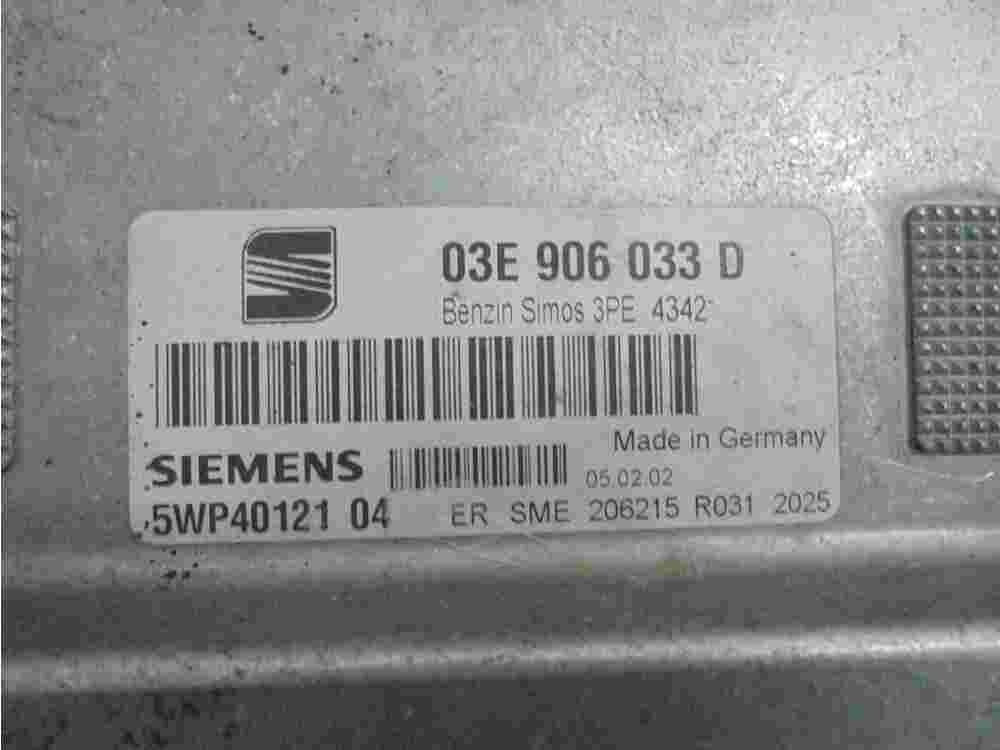 03E 906 033 D
Benzin Simos 3PE 4342
Made in Germany
SIEMENS 05.02.02
5WP40121 04 ER SME 206215 R031 2025